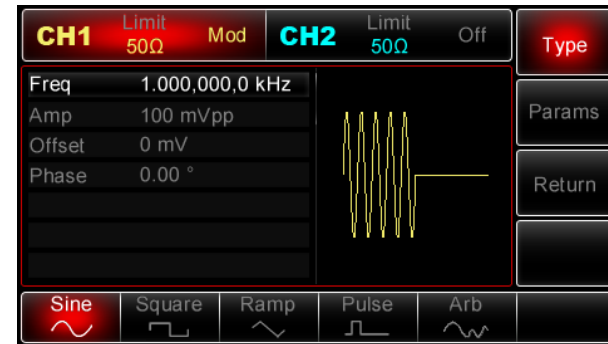 CH1 Limit 50Ω Mod CH2 Limit 50Ω Off Type
Freq 1.000,000,0 kHz
Amp 100 mVpp
Offset 0 mV
Phase 0.00 °
Params
Return
Sine Square Ramp Pulse Arb